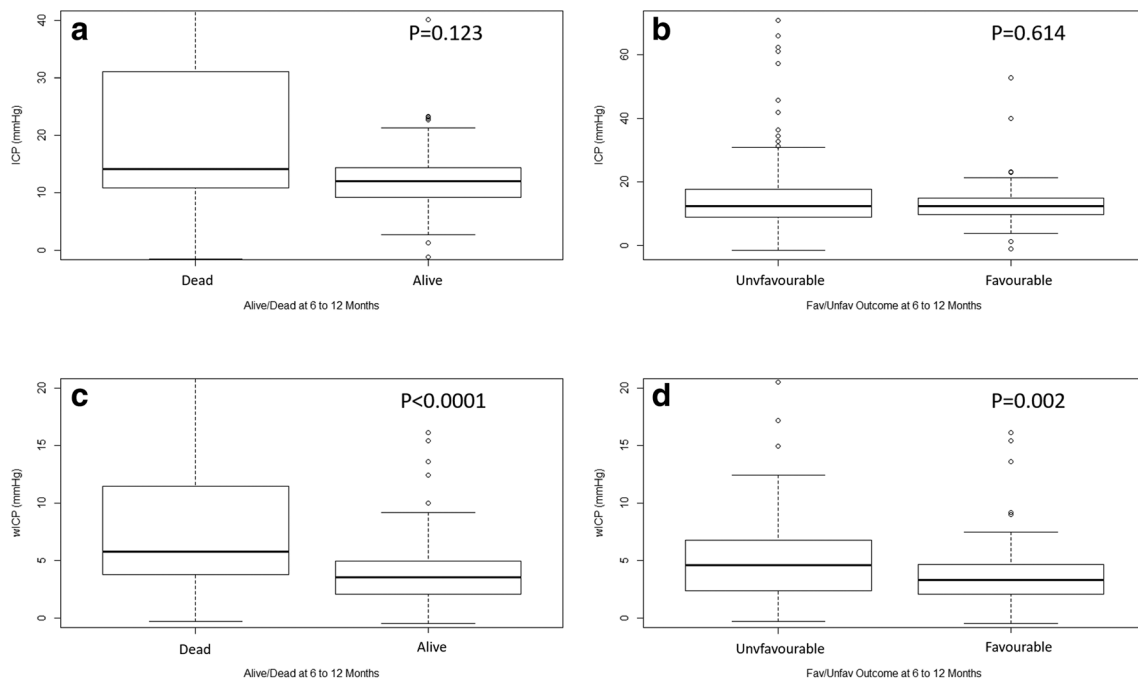 a
P=0.123
40
30
20
10
0
ICP (mmHg)
Dead
Alive
Alive/Dead at 6 to 12 Months
b
P=0.614
60
40
20
0
ICP (mmHg)
Unvfavourable
Favourable
Fav/Unfav Outcome at 6 to 12 Months
c
P<0.0001
20
15
10
5
0
wICP (mmHg)
Dead
Alive
Alive/Dead at 6 to 12 Months
d
P=0.002
20
15
10
5
0
wICP (mmHg)
Unvfavourable
Favourable
Fav/Unfav Outcome at 6 to 12 Months